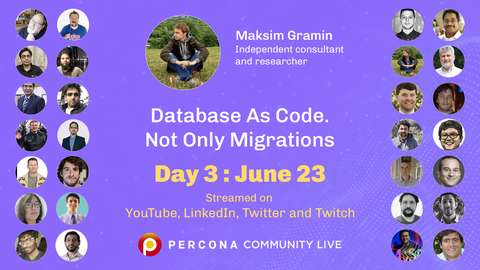 Maksim Gramin
Independent consultant
and researcher
Database As Code.
Not Only Migrations
Day 3 : June 23
Streamed on
YouTube, LinkedIn, Twitter and Twitch
PERCONA COMMUNITY LIVE